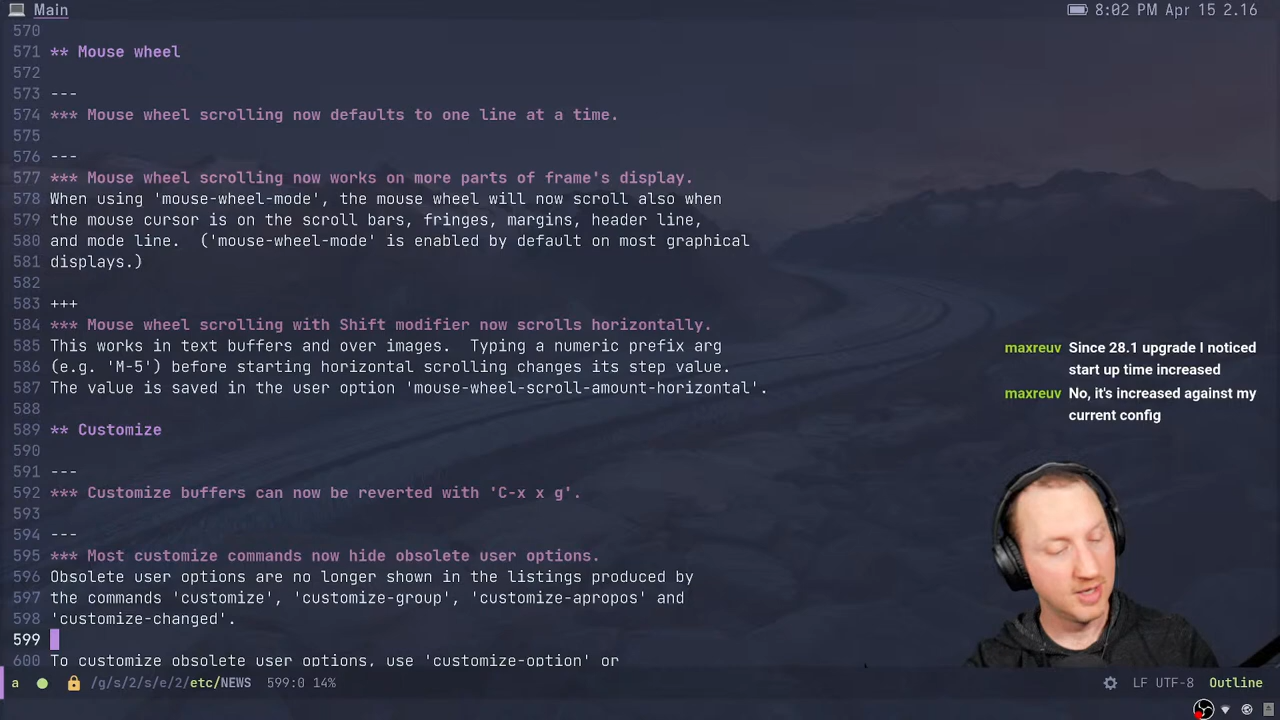 Main
8:02 PM Apr 15 2.16
570
571 ** Mouse wheel
572
573 ---
574 *** Mouse wheel scrolling now defaults to one line at a time.
575
576 ---
577 *** Mouse wheel scrolling now works on more parts of frame's display.
578 When using 'mouse-wheel-mode', the mouse wheel will now scroll also when
579 the mouse cursor is on the scroll bars, fringes, margins, header line,
580 and mode line.  ('mouse-wheel-mode' is enabled by default on most graphical
581 displays.)
582
583 +++
584 *** Mouse wheel scrolling with Shift modifier now scrolls horizontally.
585 This works in text buffers and over images.  Typing a numeric prefix arg
586 (e.g. 'M-5') before starting horizontal scrolling changes its step value.
587 The value is saved in the user option 'mouse-wheel-scroll-amount-horizontal'.
588
589 ** Customize
590
591 ---
592 *** Customize buffers can now be reverted with 'C-x x g'.
593
594 ---
595 *** Most customize commands now hide obsolete user options.
596 Obsolete user options are no longer shown in the listings produced by
597 the commands 'customize', 'customize-group', 'customize-apropos' and
598 'customize-changed'.
599
600 To customize obsolete user options, use 'customize-option' or
maxreuv Since 28.1 upgrade I noticed
start up time increased
maxreuv No, it's increased against my
current config
a /g/s/2/s/e/2/etc/NEWS 599:0 14%
LF UTF-8 Outline